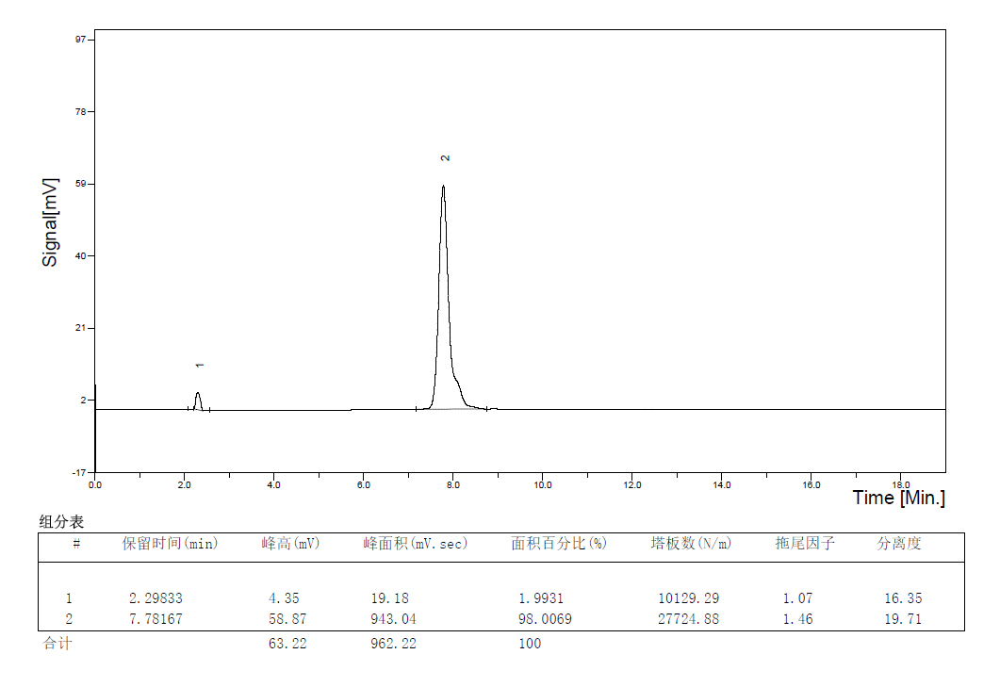 97
78
59
40
21
2
-17
Signal[mV]
1
2
0.0 2.0 4.0 6.0 8.0 10.0 12.0 14.0 16.0 18.0
Time [Min.]
组分表
# 保留时间(min) 峰高(mV) 峰面积(mV.sec) 面积百分比(%) 塔板数(N/m) 拖尾因子 分离度
1 2.29833 4.35 19.18 1.9931 10129.29 1.07 16.35
2 7.78167 58.87 943.04 98.0069 27724.88 1.46 19.71
合计 63.22 962.22 100